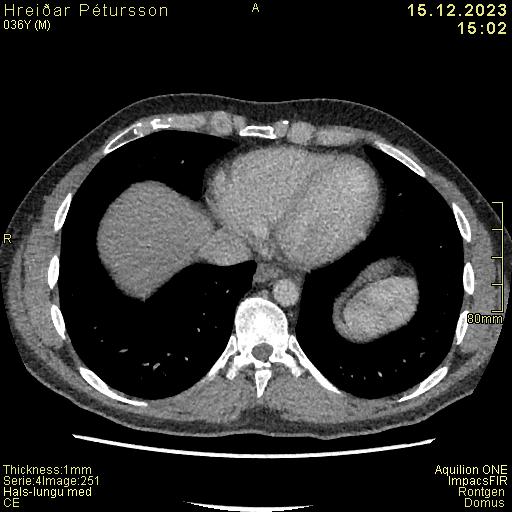 Hreiðar Pétursson
036Y (M)
A
15.12.2023
15:02
R
80mm
Thickness:1mm
Serie:4Image:251
Hals-lungu med
CE
Aquilion ONE
ImpacsFIR
Rontgen
Domus